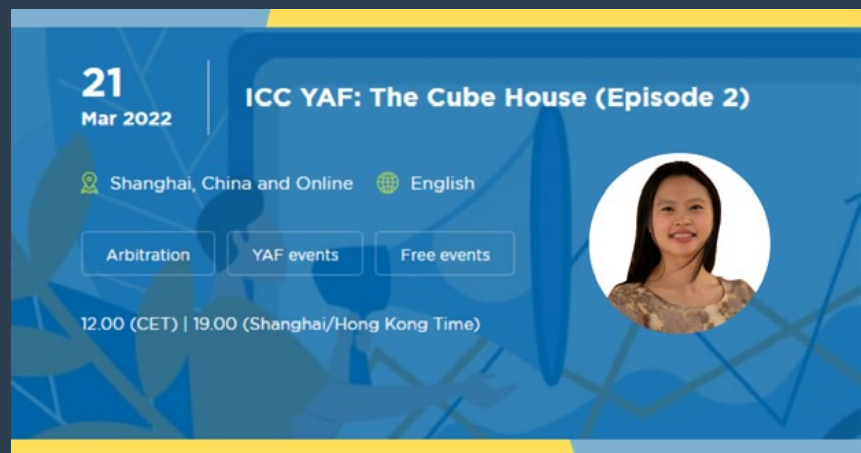 21
Mar 2022
ICC YAF: The Cube House (Episode 2)
Shanghai, China and Online English
Arbitration YAF events Free events
12.00 (CET) | 19.00 (Shanghai/Hong Kong Time)